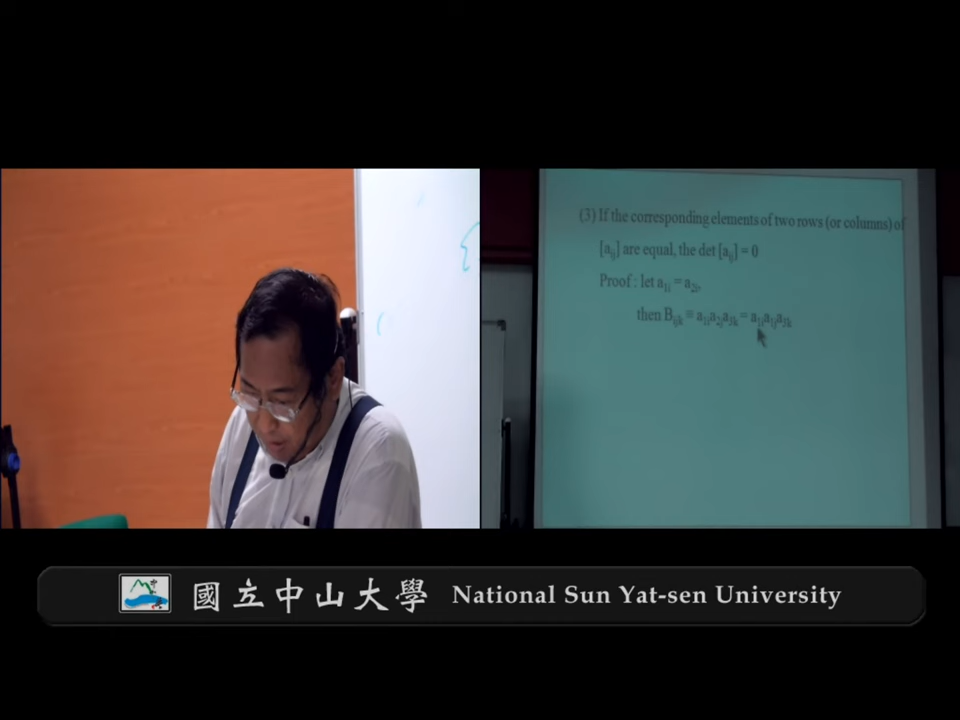 (3) If the corresponding elements of two rows (or columns) of
[aij] are equal, the det [aij] = 0
Proof : let a1i = a2i,
then Bijk ≡ a1ia2ja3k = a1ia1ja3k
國立中山大學 National Sun Yat-sen University